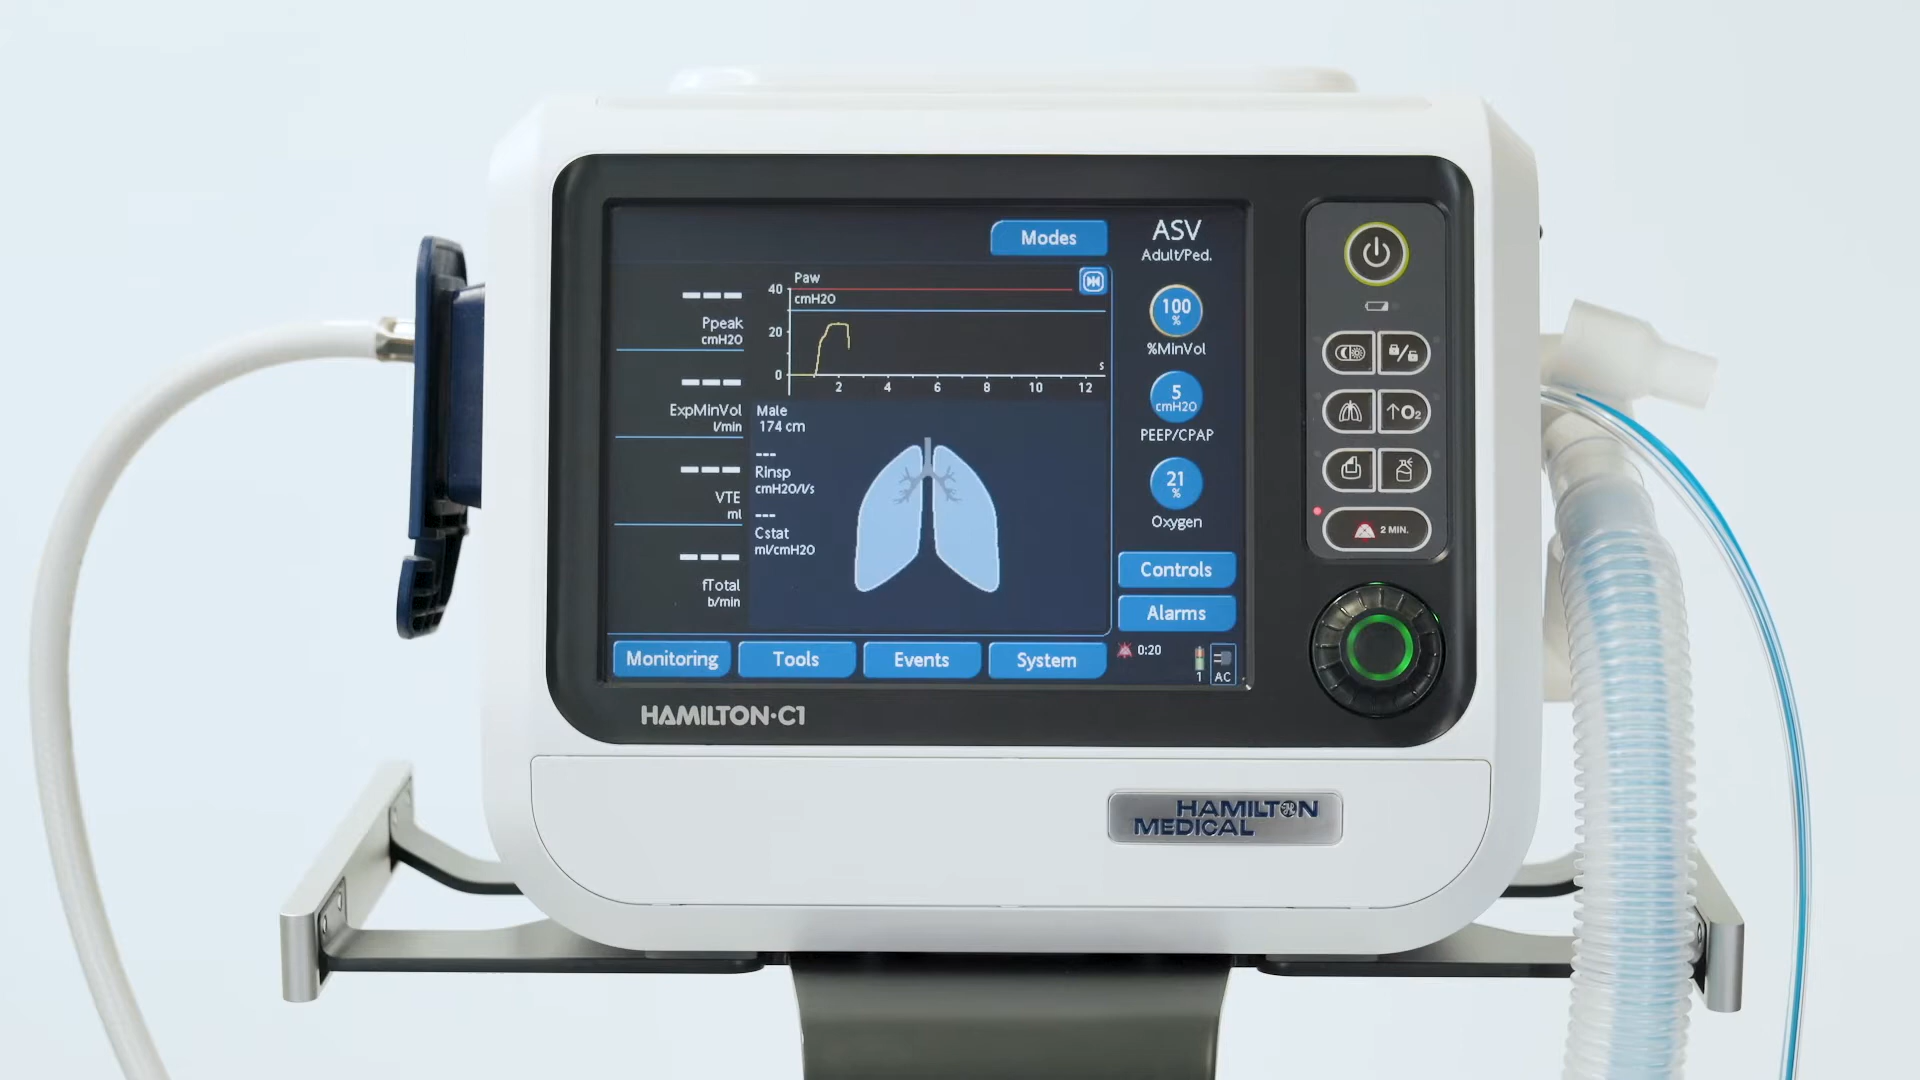 Modes
ASV
Adult/Ped.
Paw
40
cmH2O
20
0
2 4 6 8 10 12
s
---
Ppeak
cmH2O
---
ExpMinVol
l/min
---
VTE
ml
---
fTotal
b/min
Male
174 cm
---
Rinsp
cmH2O/l/s
---
Cstat
ml/cmH2O
100
%
%MinVol
5
cmH2O
PEEP/CPAP
21
%
Oxygen
Controls
Alarms
Monitoring
Tools
Events
System
0:20
1
AC
O2
2 MIN.
HAMILTON·C1
HAMILTON
MEDICAL